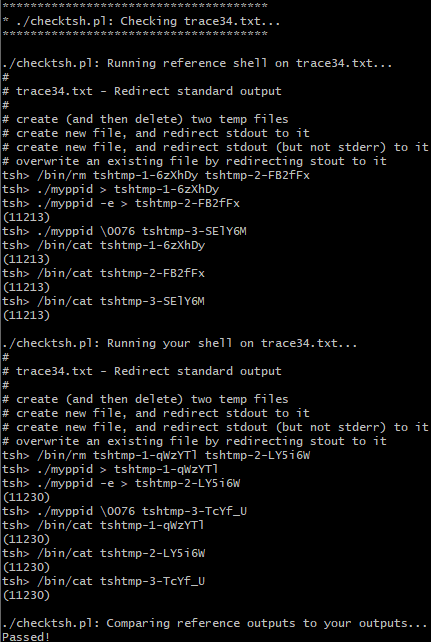 **************************************
* ./checktsh.pl: Checking trace34.txt...
**************************************
./checktsh.pl: Running reference shell on trace34.txt...
#
# trace34.txt - Redirect standard output
#
# create (and then delete) two temp files
# create new file, and redirect stdout to it
# create new file, and redirect stdout (but not stderr) to it
# overwrite an existing file by redirecting stout to it
tsh> /bin/rm tshtmp-1-6zXhDy tshtmp-2-FB2fFx
tsh> ./myppid > tshtmp-1-6zXhDy
tsh> ./myppid -e > tshtmp-2-FB2fFx
(11213)
tsh> ./myppid \0076 tshtmp-3-SElY6M
tsh> /bin/cat tshtmp-1-6zXhDy
(11213)
tsh> /bin/cat tshtmp-2-FB2fFx
(11213)
tsh> /bin/cat tshtmp-3-SElY6M
(11213)
./checktsh.pl: Running your shell on trace34.txt...
#
# trace34.txt - Redirect standard output
#
# create (and then delete) two temp files
# create new file, and redirect stdout to it
# create new file, and redirect stdout (but not stderr) to it
# overwrite an existing file by redirecting stout to it
tsh> /bin/rm tshtmp-1-qWzYTl tshtmp-2-LY5i6W
tsh> ./myppid > tshtmp-1-qWzYTl
tsh> ./myppid -e > tshtmp-2-LY5i6W
(11230)
tsh> ./myppid \0076 tshtmp-3-TcYf_U
tsh> /bin/cat tshtmp-1-qWzYTl
(11230)
tsh> /bin/cat tshtmp-2-LY5i6W
(11230)
tsh> /bin/cat tshtmp-3-TcYf_U
(11230)
./checktsh.pl: Comparing reference outputs to your outputs...
Passed!